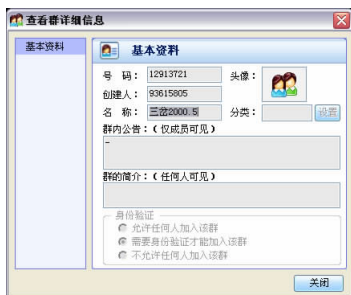 查看群详细信息
基本资料
基本资料
号 码： 12913721 头像：
创建人： 93615805
名 称： 三岔2000.5 分类： 设置
群内公告：（仅成员可见）
-
群的简介：（任何人可见）
身份验证
允许任何人加入该群
需要身份验证才能加入该群
不允许任何人加入该群
关闭